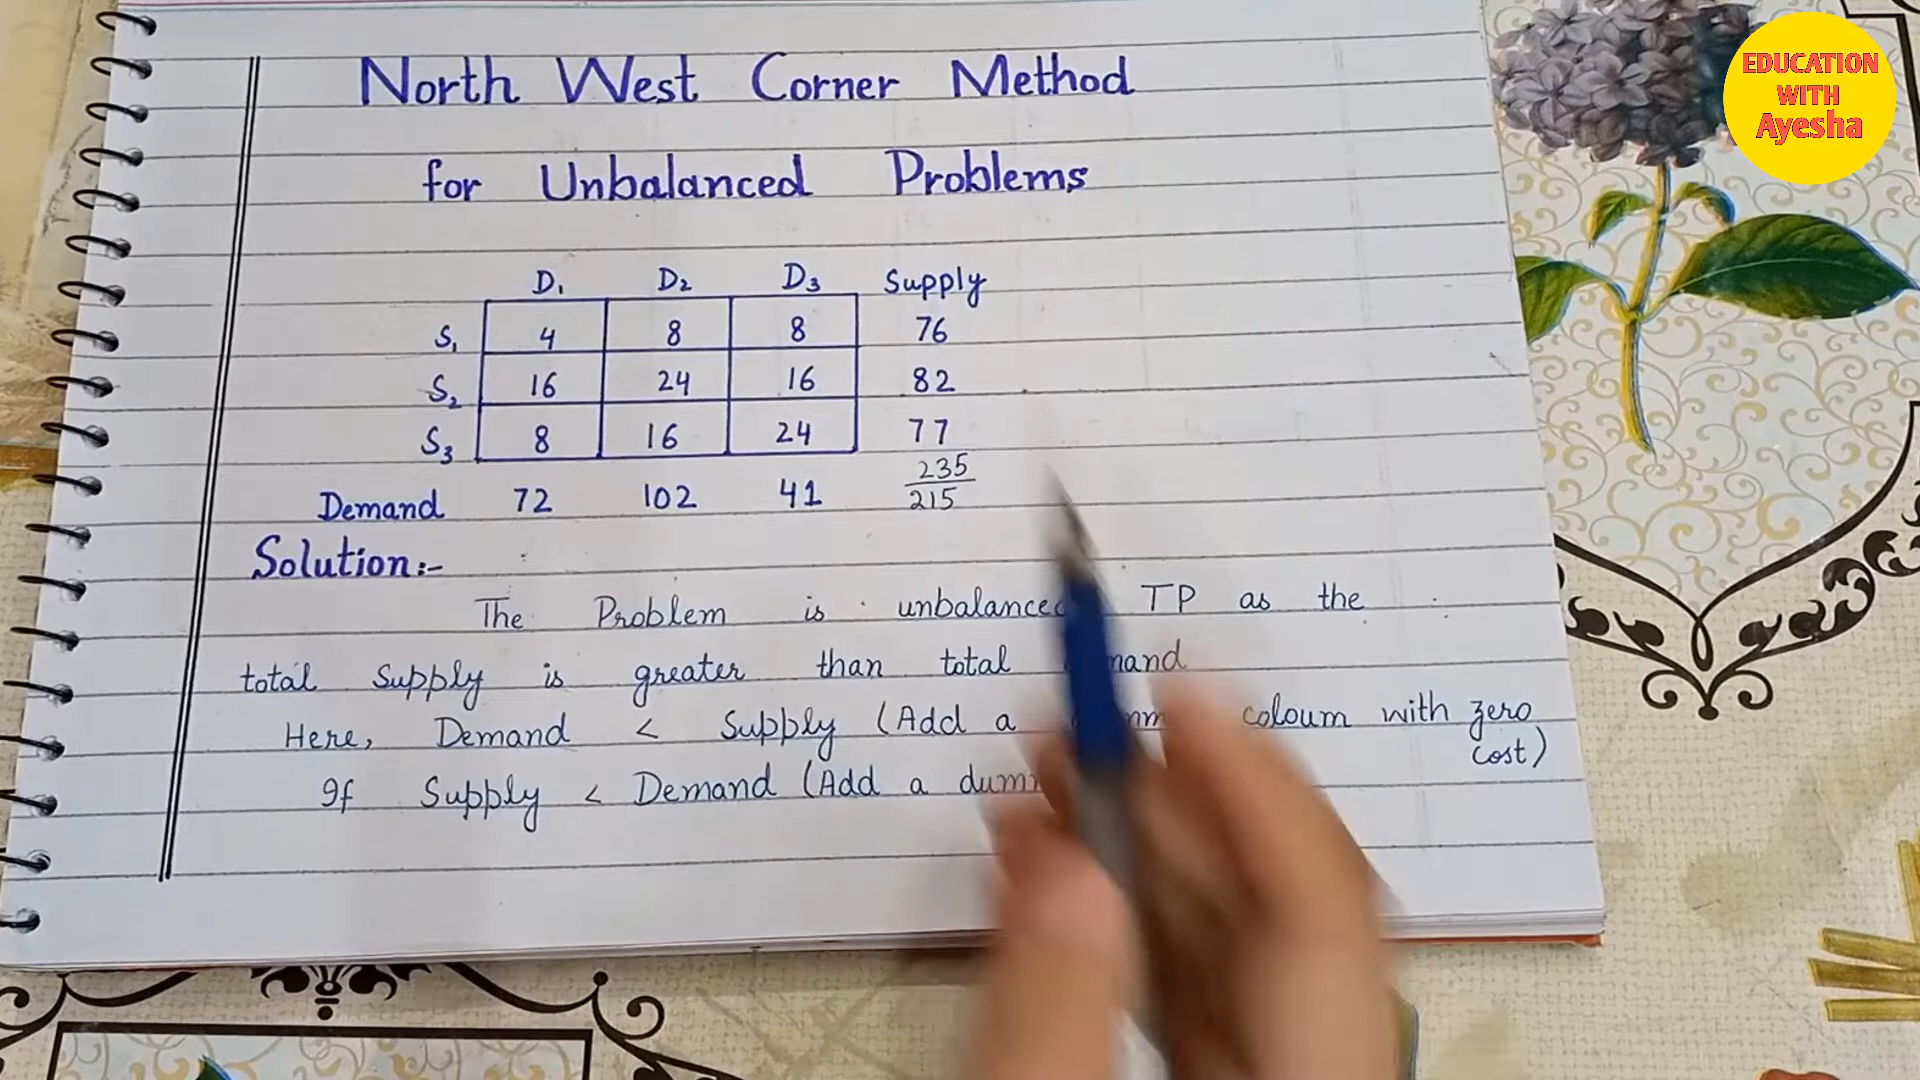 North West Corner Method
for Unbalanced Problems
EDUCATION
WITH
Ayesha
D1 D2 D3 Supply
S1 4 8 8 76
S2 16 24 16 82
S3 8 16 24 77
235
Demand 72 102 41 215
Solution:-
The Problem is unbalanced TP as the
total Supply is greater than total
Here, Demand < Supply (Add a coloum with zero
cost)
If Supply < Demand (Add a